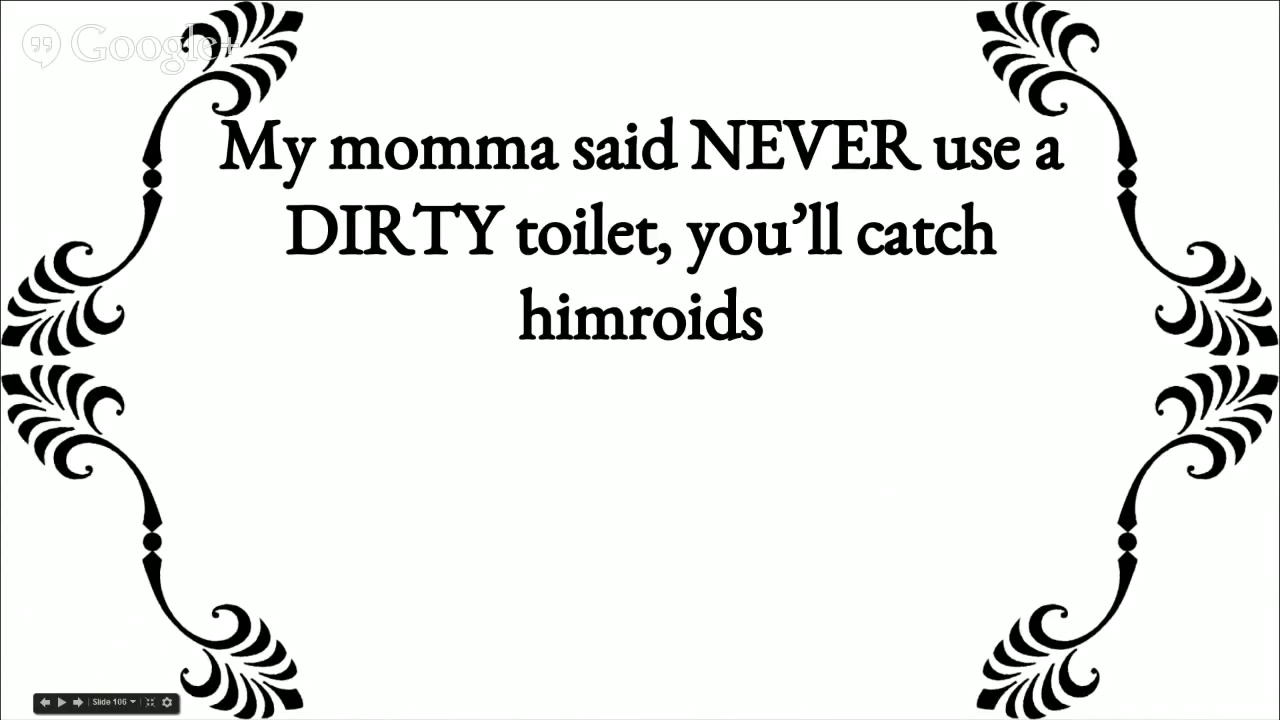 Google+
My momma said NEVER use a
DIRTY toilet, you’ll catch
himroids
Slide 106